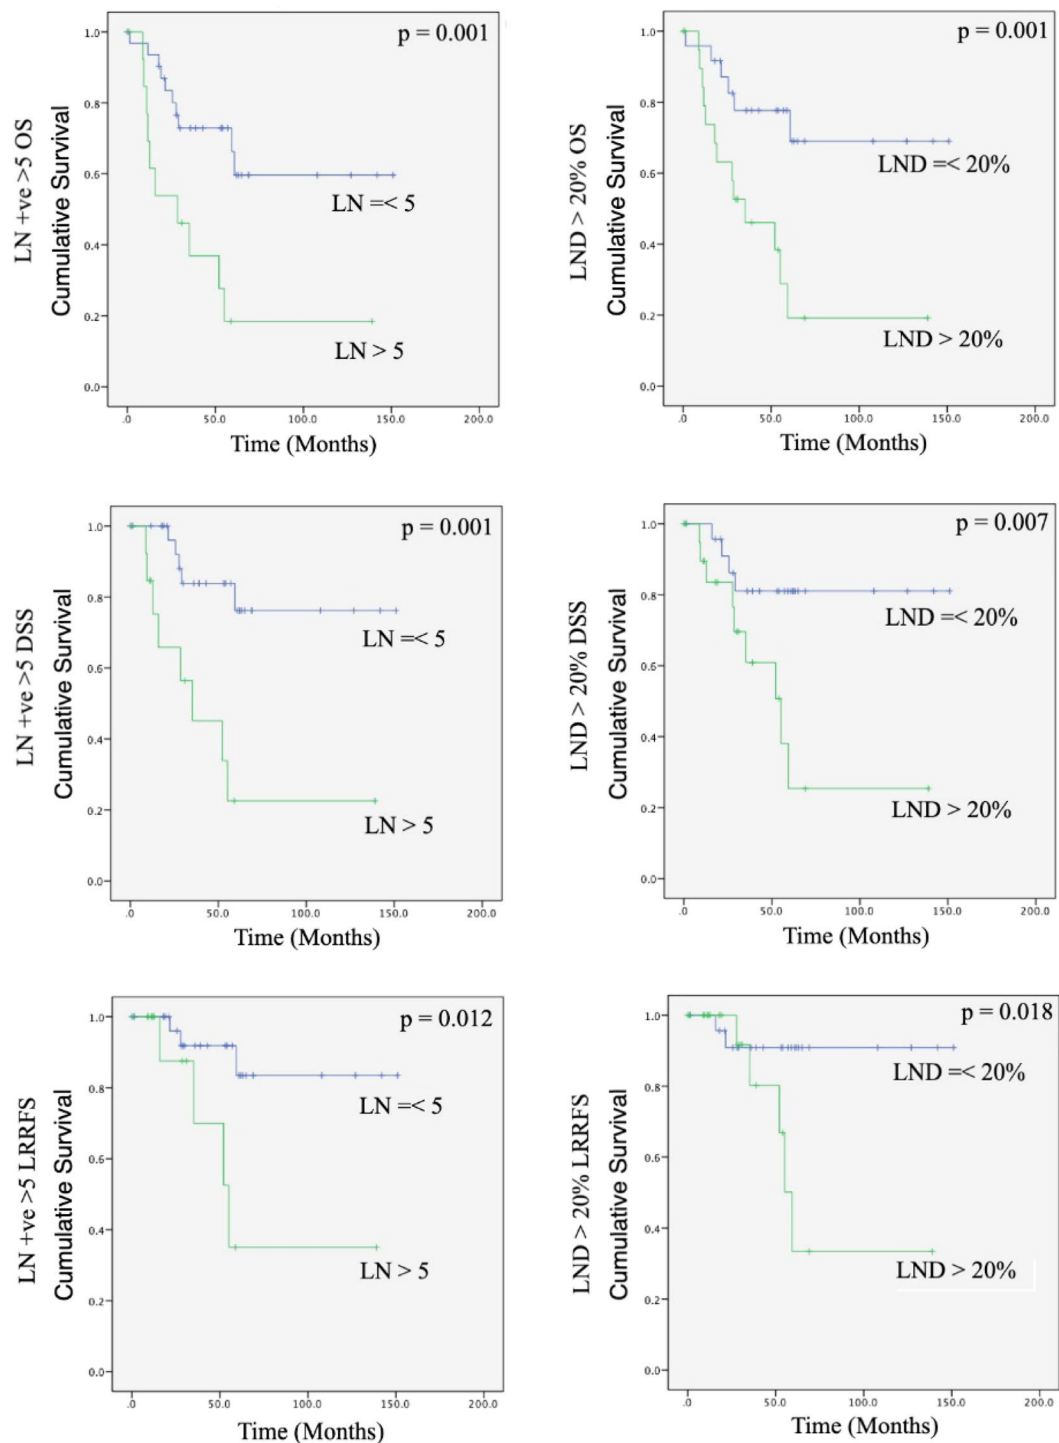 p = 0.001
LN +ve >5 OS
Cumulative Survival
1.0
0.8
0.6
0.4
0.2
0.0
LN =< 5
LN > 5
.0 50.0 100.0 150.0 200.0
Time (Months)
p = 0.001
LND > 20% OS
Cumulative Survival
1.0
0.8
0.6
0.4
0.2
0.0
LND =< 20%
LND > 20%
.0 50.0 100.0 150.0 200.0
Time (Months)
p = 0.001
LN +ve >5 DSS
Cumulative Survival
1.0
0.8
0.6
0.4
0.2
0.0
LN =< 5
LN > 5
.0 50.0 100.0 150.0 200.0
Time (Months)
p = 0.007
LND > 20% DSS
Cumulative Survival
1.0
0.8
0.6
0.4
0.2
0.0
LND =< 20%
LND > 20%
.0 50.0 100.0 150.0 200.0
Time (Months)
p = 0.012
LN +ve >5 LRRFS
Cumulative Survival
1.0
0.8
0.6
0.4
0.2
0.0
LN =< 5
LN > 5
.0 50.0 100.0 150.0 200.0
Time (Months)
p = 0.018
LND > 20% LRRFS
Cumulative Survival
1.0
0.8
0.6
0.4
0.2
0.0
LND =< 20%
LND > 20%
.0 50.0 100.0 150.0 200.0
Time (Months)